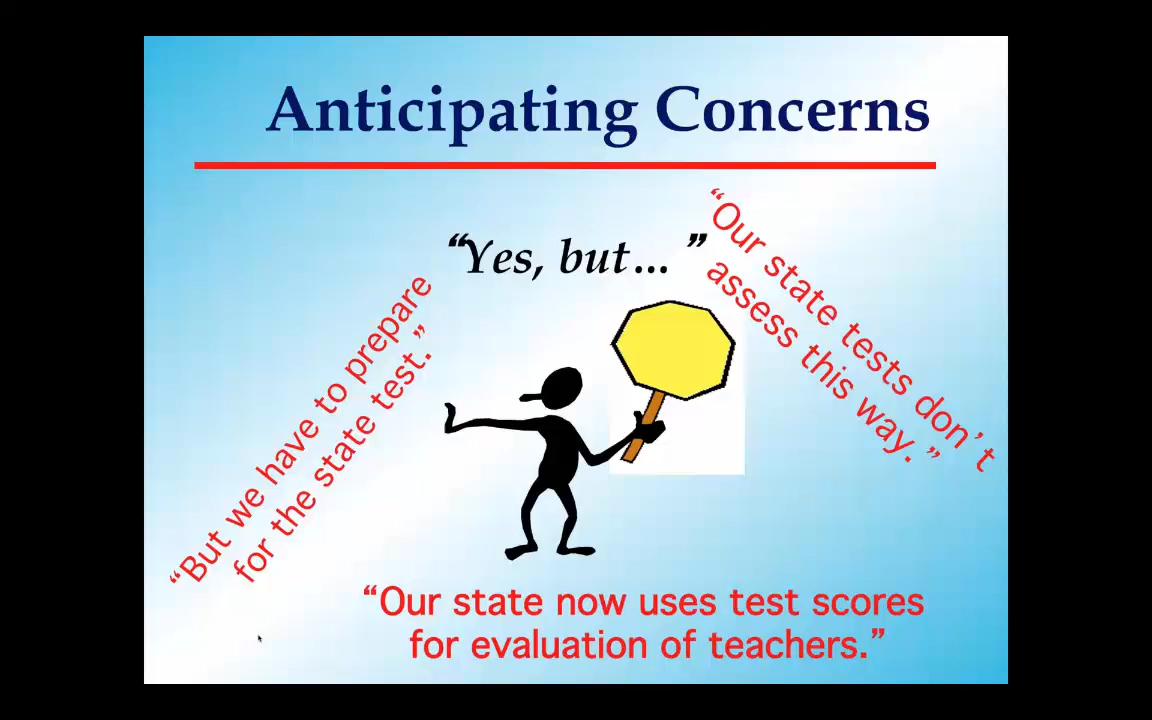 Anticipating Concerns
“Yes, but… ”
“Our state tests don’t
assess this way.”
“But we have to prepare
for the state test.”
“Our state now uses test scores
for evaluation of teachers.”